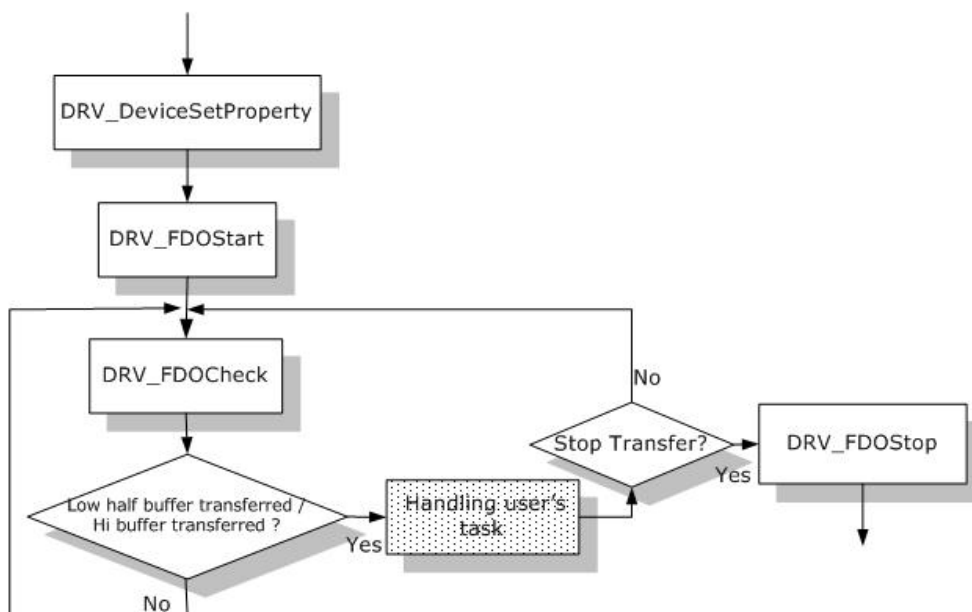 DRV_DeviceSetProperty
DRV_FDOStart
DRV_FDOCheck
Low half buffer transferred /
Hi buffer transferred ?
Yes
No
Handling user's
task
Stop Transfer?
No
Yes
DRV_FDOStop